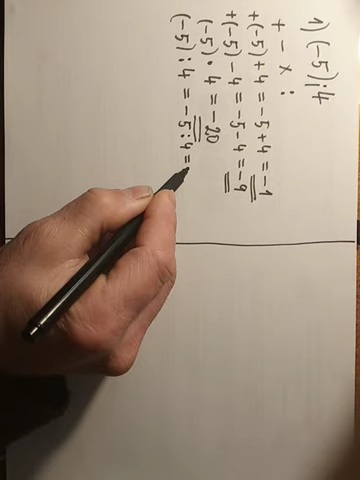 1) (-5); 4
+ - x :
+(-5) + 4 = -5 + 4 = -1
+(-5) - 4 = -5 - 4 = -9
(-5) · 4 = -20
(-5) : 4 = -5 : 4 =